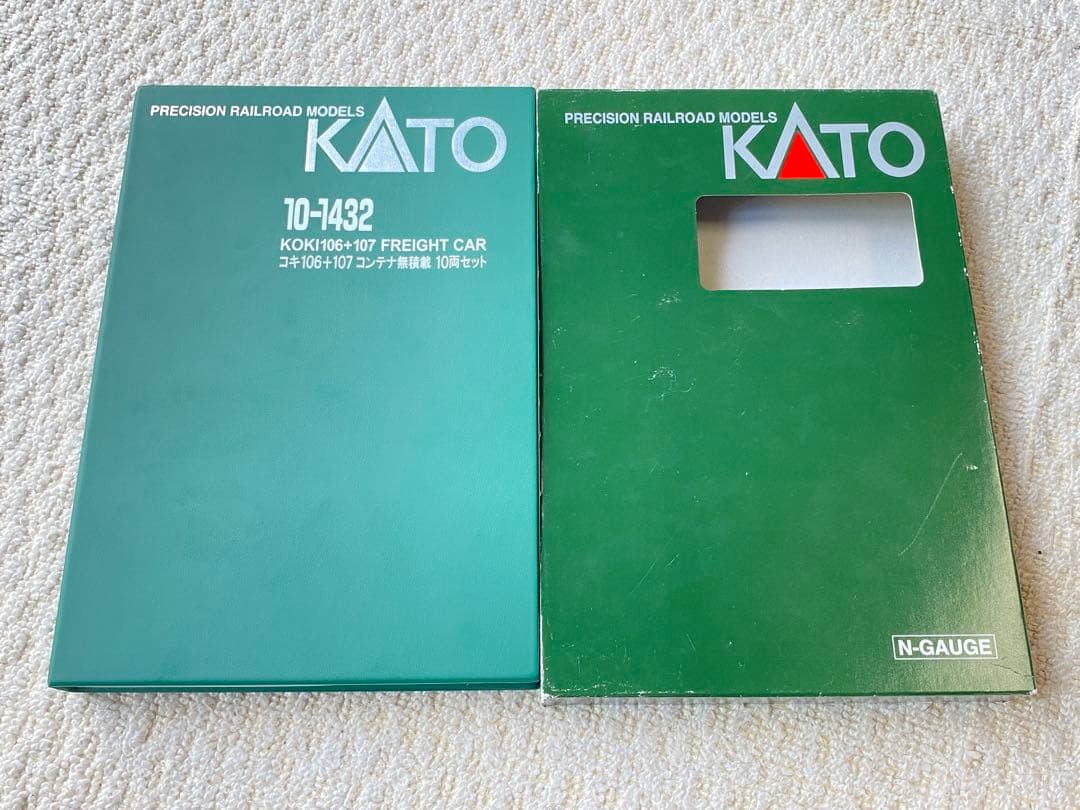 PRECISION RAILROAD MODELS
KATO
10-1432
KOKI106+107 FREIGHT CAR
コキ106+107 コンテナ無積載 10両セット
PRECISION RAILROAD MODELS
KATO
N-GAUGE